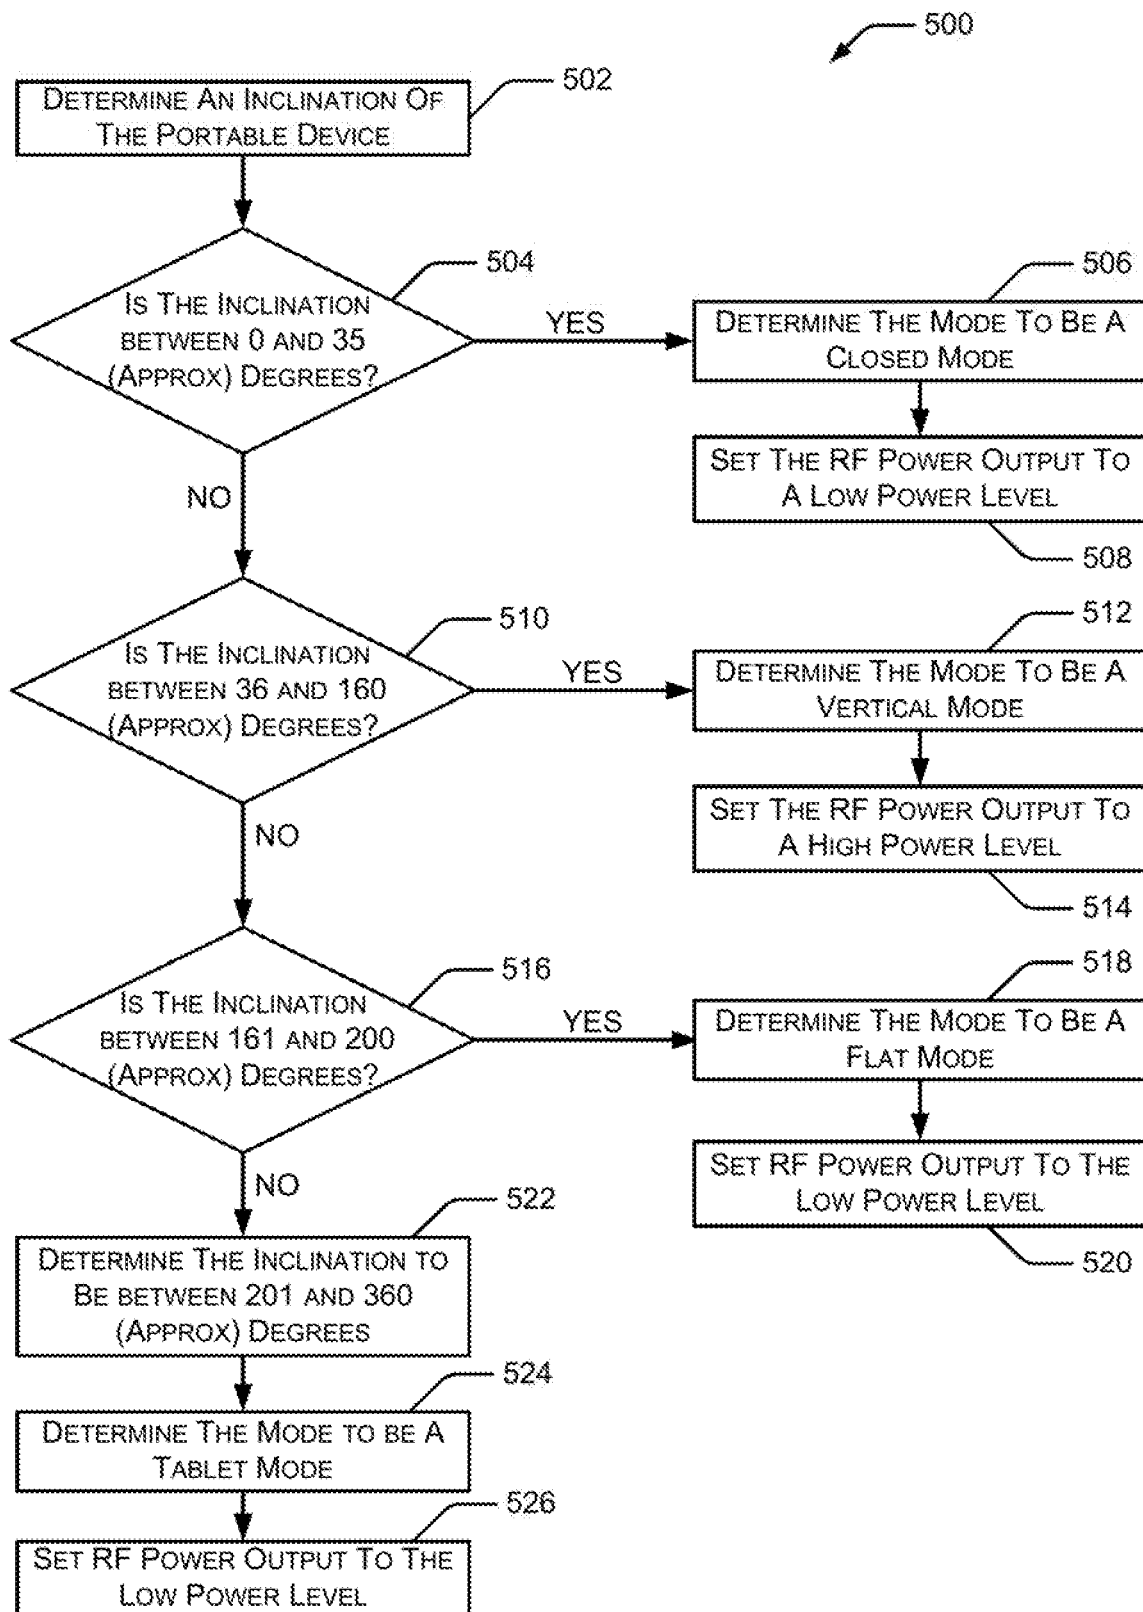 500
DETERMINE AN INCLINATION OF
THE PORTABLE DEVICE
502
IS THE INCLINATION
BETWEEN 0 AND 35
(APPROX) DEGREES?
504
YES
NO
506
DETERMINE THE MODE TO BE A
CLOSED MODE
SET THE RF POWER OUTPUT TO
A LOW POWER LEVEL
508
IS THE INCLINATION
BETWEEN 36 AND 160
(APPROX) DEGREES?
510
YES
NO
512
DETERMINE THE MODE TO BE A
VERTICAL MODE
SET THE RF POWER OUTPUT TO
A HIGH POWER LEVEL
514
IS THE INCLINATION
BETWEEN 161 AND 200
(APPROX) DEGREES?
516
YES
NO
518
DETERMINE THE MODE TO BE A
FLAT MODE
SET RF POWER OUTPUT TO THE
LOW POWER LEVEL
520
522
DETERMINE THE INCLINATION TO
BE BETWEEN 201 AND 360
(APPROX) DEGREES
524
DETERMINE THE MODE TO BE A
TABLET MODE
526
SET RF POWER OUTPUT TO THE
LOW POWER LEVEL